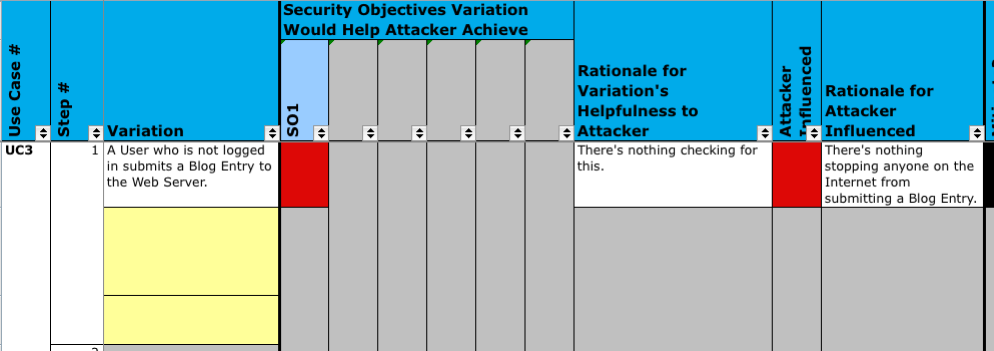 Security Objectives Variation
Would Help Attacker Achieve
Use Case #
Step #
Variation
SO1
Rationale for
Variation's
Helpfulness to
Attacker
Attacker
Influenced
Rationale for
Attacker
Influenced
UC3
1
A User who is not logged
in submits a Blog Entry to
the Web Server.
There's nothing checking for
this.
There's nothing
stopping anyone on the
Internet from
submitting a Blog Entry.